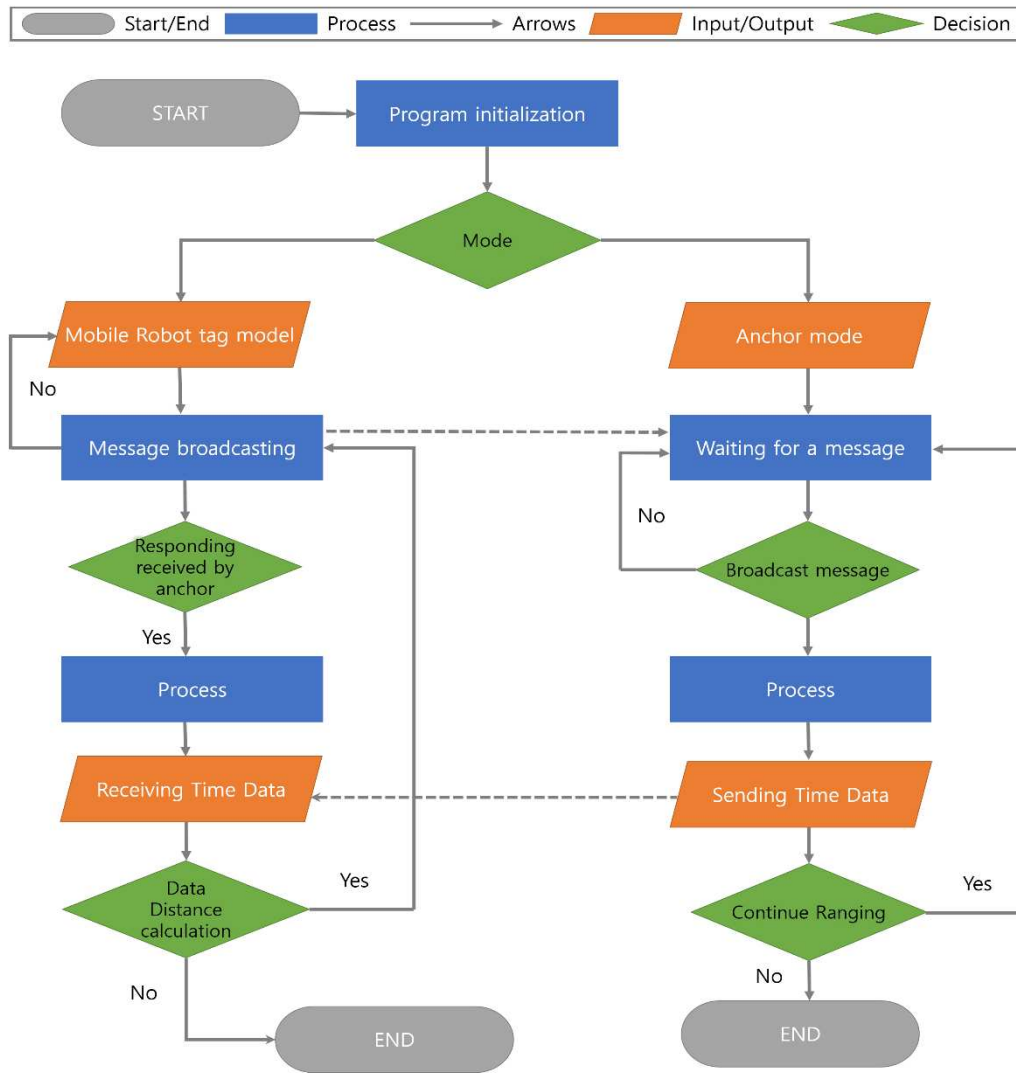 Start/End
Process
Arrows
Input/Output
Decision
START
Program initialization
Mode
Mobile Robot tag model
Anchor mode
No
Message broadcasting
Waiting for a message
No
Responding
received by
anchor
Broadcast message
Yes
Process
Process
Receiving Time Data
Sending Time Data
Data
Distance
calculation
Yes
Continue Ranging
Yes
No
No
END
END